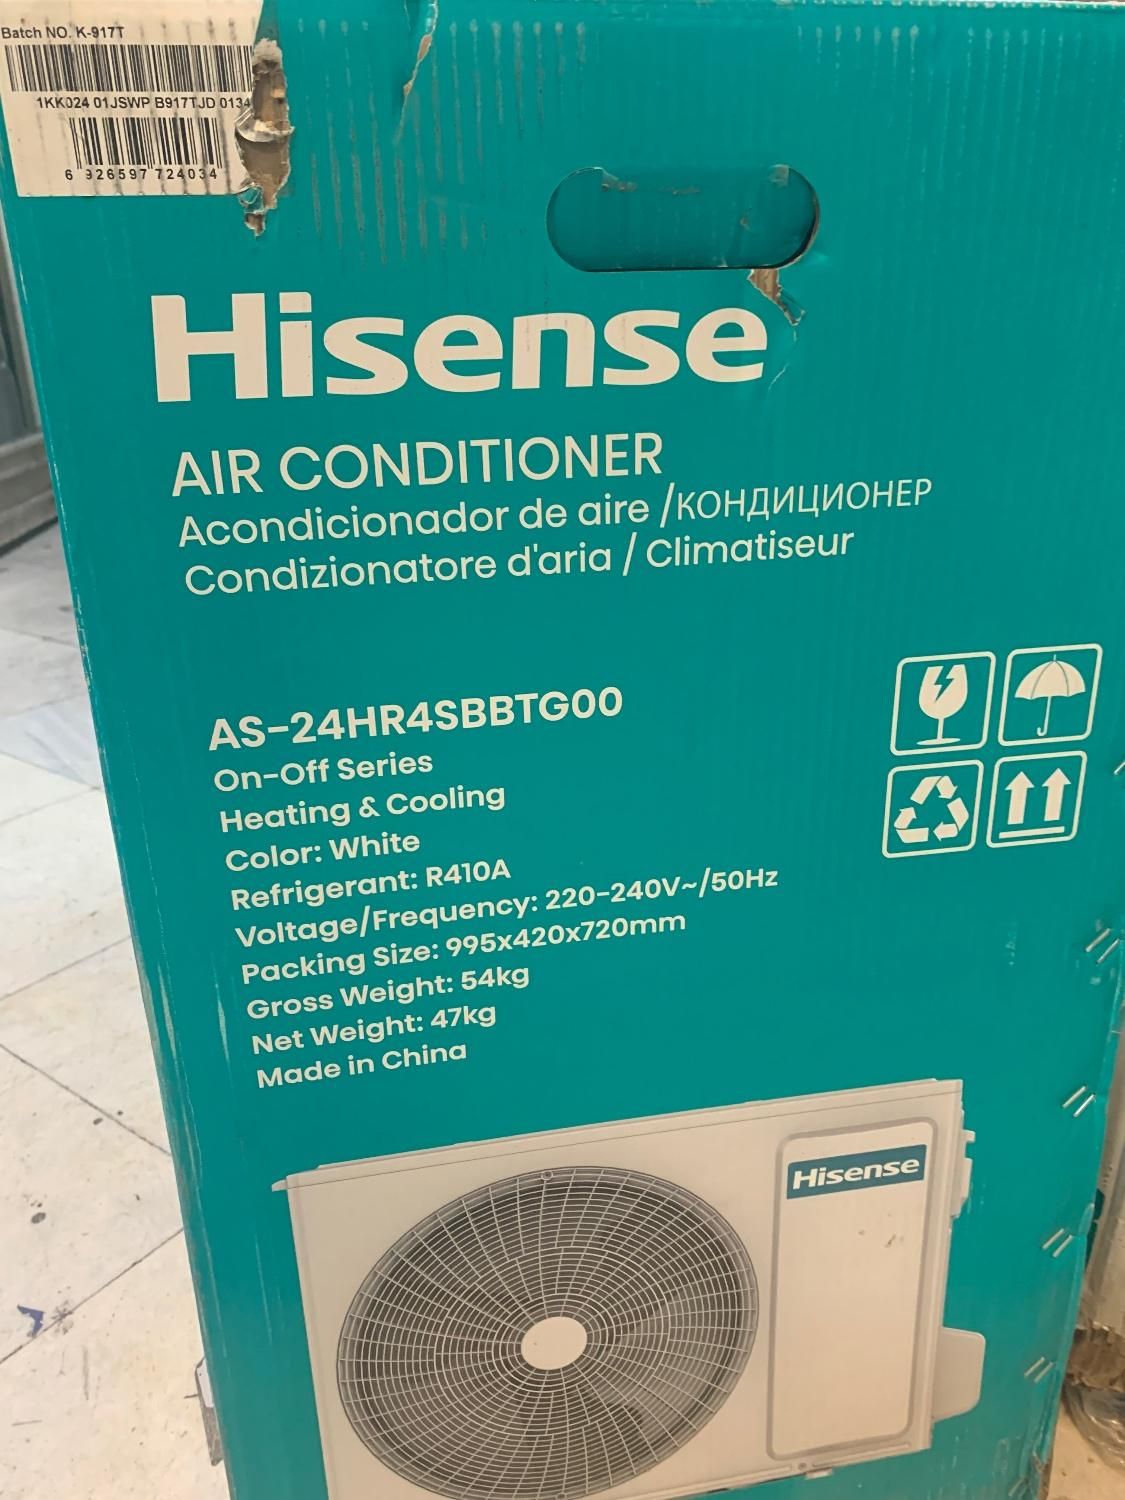 Batch NO. K-917T
1KK024 01JSWP B917TJD 0134
6 926597 724034
Hisense
AIR CONDITIONER
Acondicionador de aire /КОНДИЦИОНЕР
Condizionatore d'aria / Climatiseur
AS-24HR4SBBTG00
On-Off Series
Heating & Cooling
Color: White
Refrigerant: R410A
Voltage/Frequency: 220-240V~/50Hz
Packing Size: 995x420x720mm
Gross Weight: 54kg
Net Weight: 47kg
Made in China
Hisense